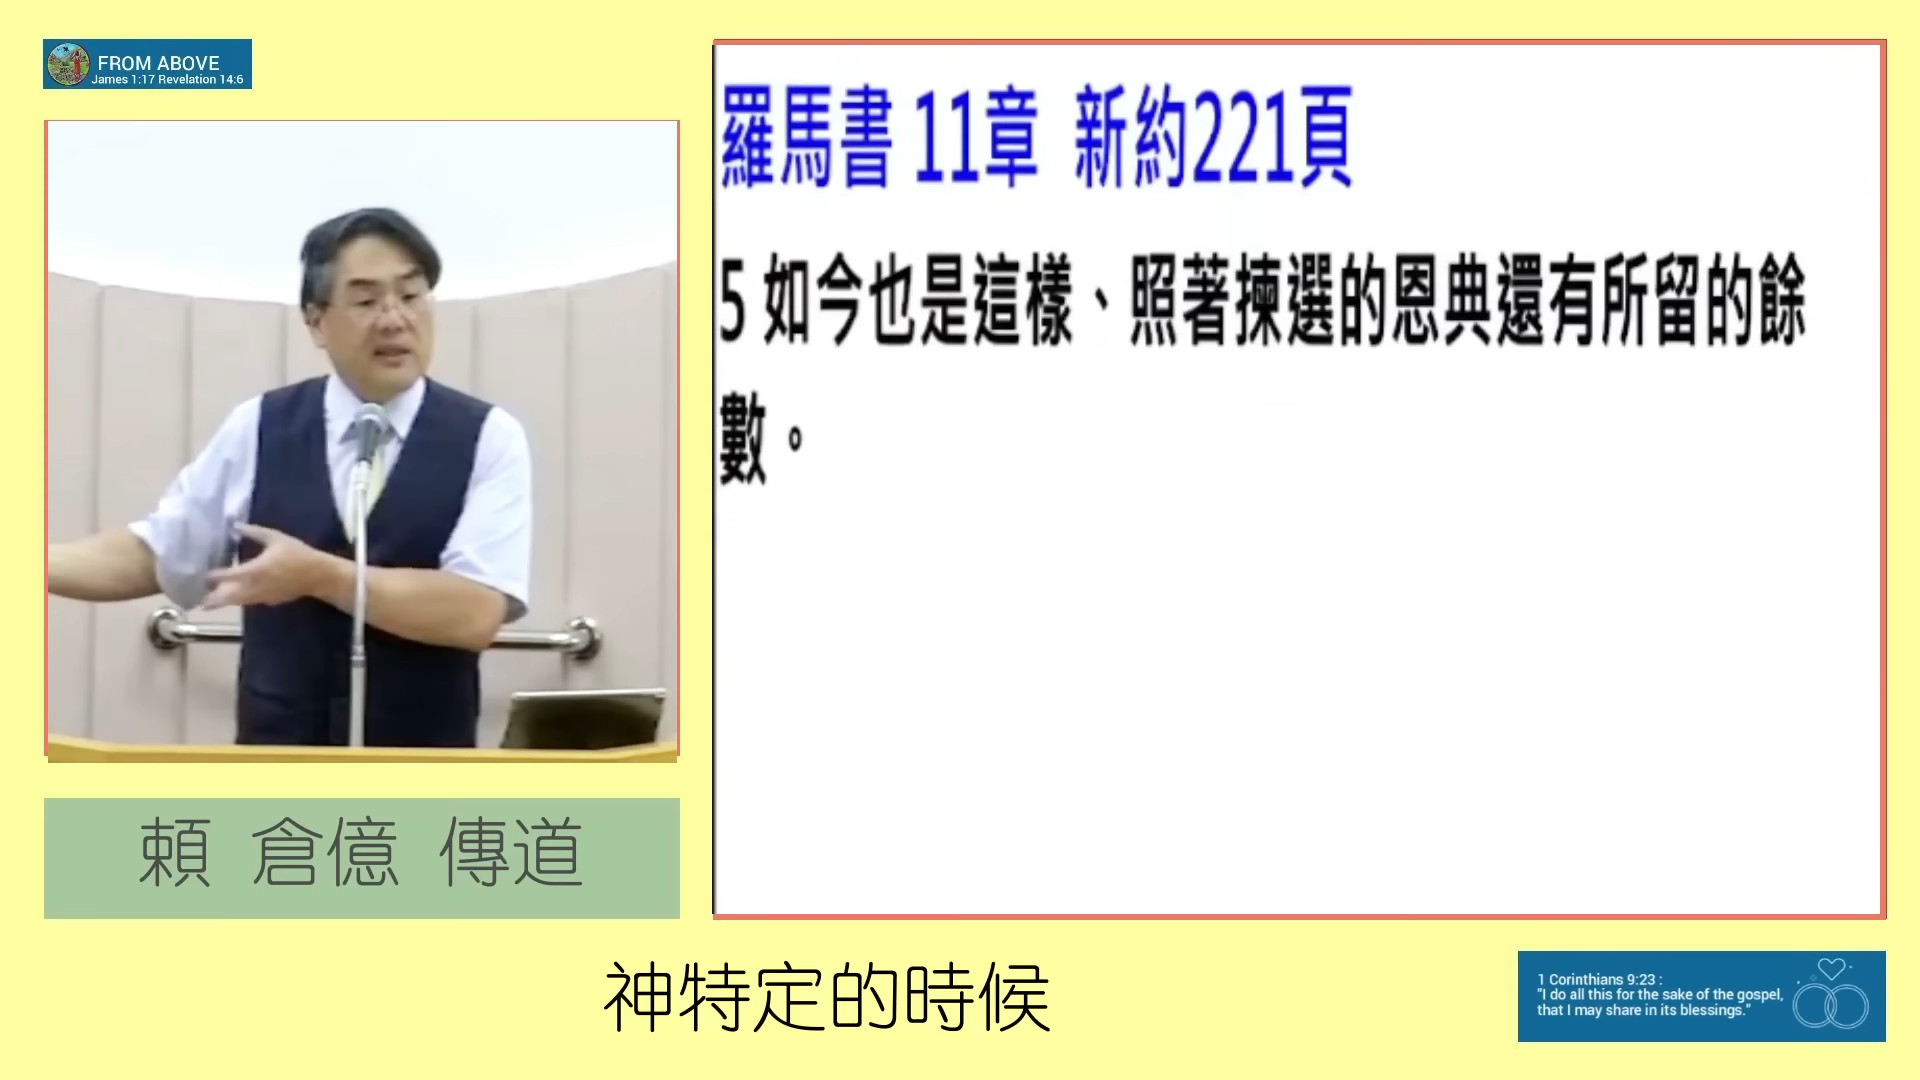 FROM ABOVE
James 1:17 Revelation 14:6
羅馬書 11章 新約221頁
5 如今也是這樣、照著揀選的恩典還有所留的餘
數。
賴 倉億 傳道
神特定的時候
1 Corinthians 9:23 :
"I do all this for the sake of the gospel,
that I may share in its blessings."